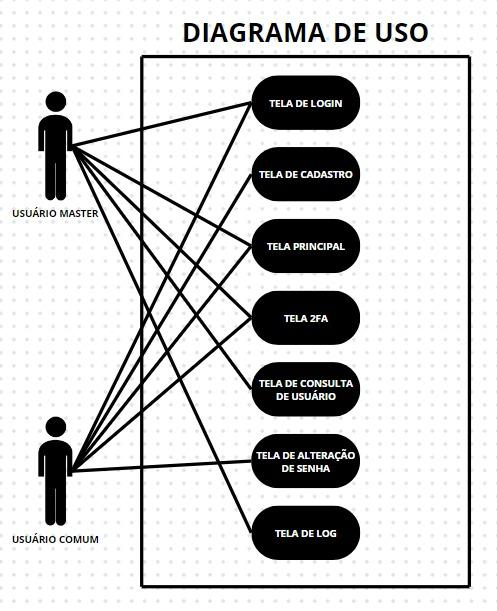 DIAGRAMA DE USO
TELA DE LOGIN
TELA DE CADASTRO
USUÁRIO MASTER
TELA PRINCIPAL
TELA 2FA
TELA DE CONSULTA
DE USUÁRIO
TELA DE ALTERAÇÃO
DE SENHA
TELA DE LOG
USUÁRIO COMUM